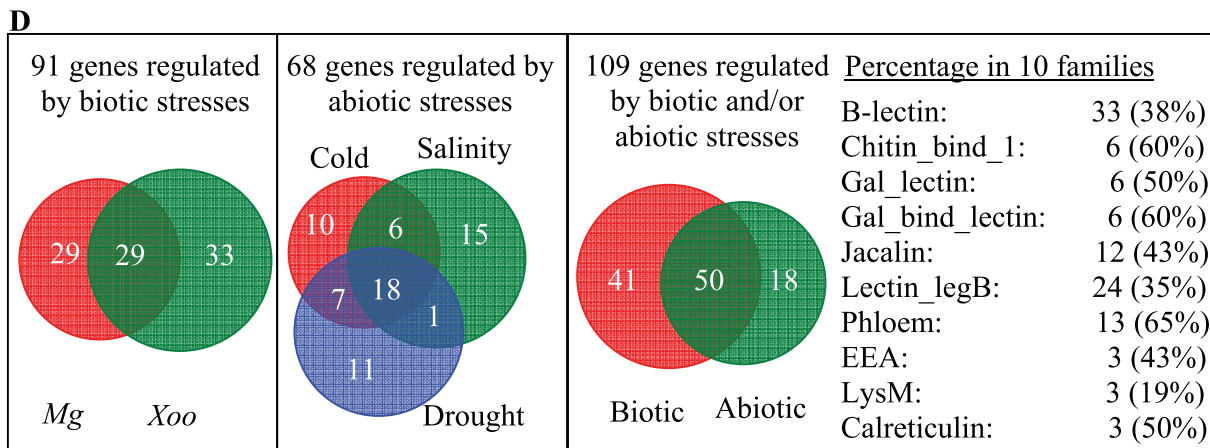 D
91 genes regulated
by biotic stresses
29
29
33
Mg
Xoo
68 genes regulated by
abiotic stresses
Cold
Salinity
10
6
15
7
18
1
11
Drought
109 genes regulated
by biotic and/or
abiotic stresses
41
50
18
Biotic
Abiotic
Percentage in 10 families
B-lectin: 33 (38%)
Chitin_bind_1: 6 (60%)
Gal_lectin: 6 (50%)
Gal_bind_lectin: 6 (60%)
Jacalin: 12 (43%)
Lectin_legB: 24 (35%)
Phloem: 13 (65%)
EEA: 3 (43%)
LysM: 3 (19%)
Calreticulin: 3 (50%)